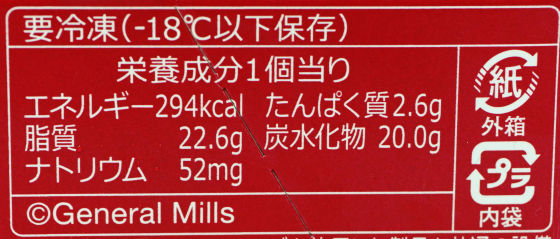 要冷凍(-18℃以下保存)
栄養成分1個当り
エネルギー294kcal たんぱく質2.6g
脂質 22.6g 炭水化物 20.0g
ナトリウム 52mg
©General Mills
紙
外箱
プラ
内袋